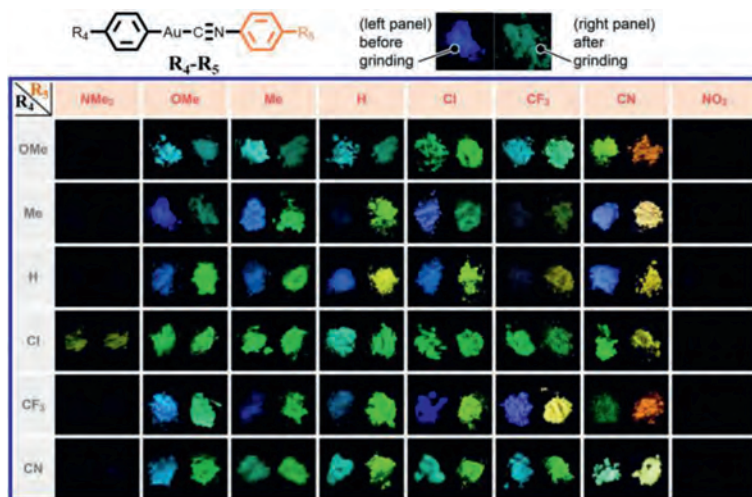 R₄ Au C N R₅
R₄-R₅
(left panel)
before
grinding
(right panel)
after
grinding
R₅
R₄
NMe₂ OMe Me H Cl CF₃ CN NO₂
OMe
Me
H
Cl
CF₃
CN